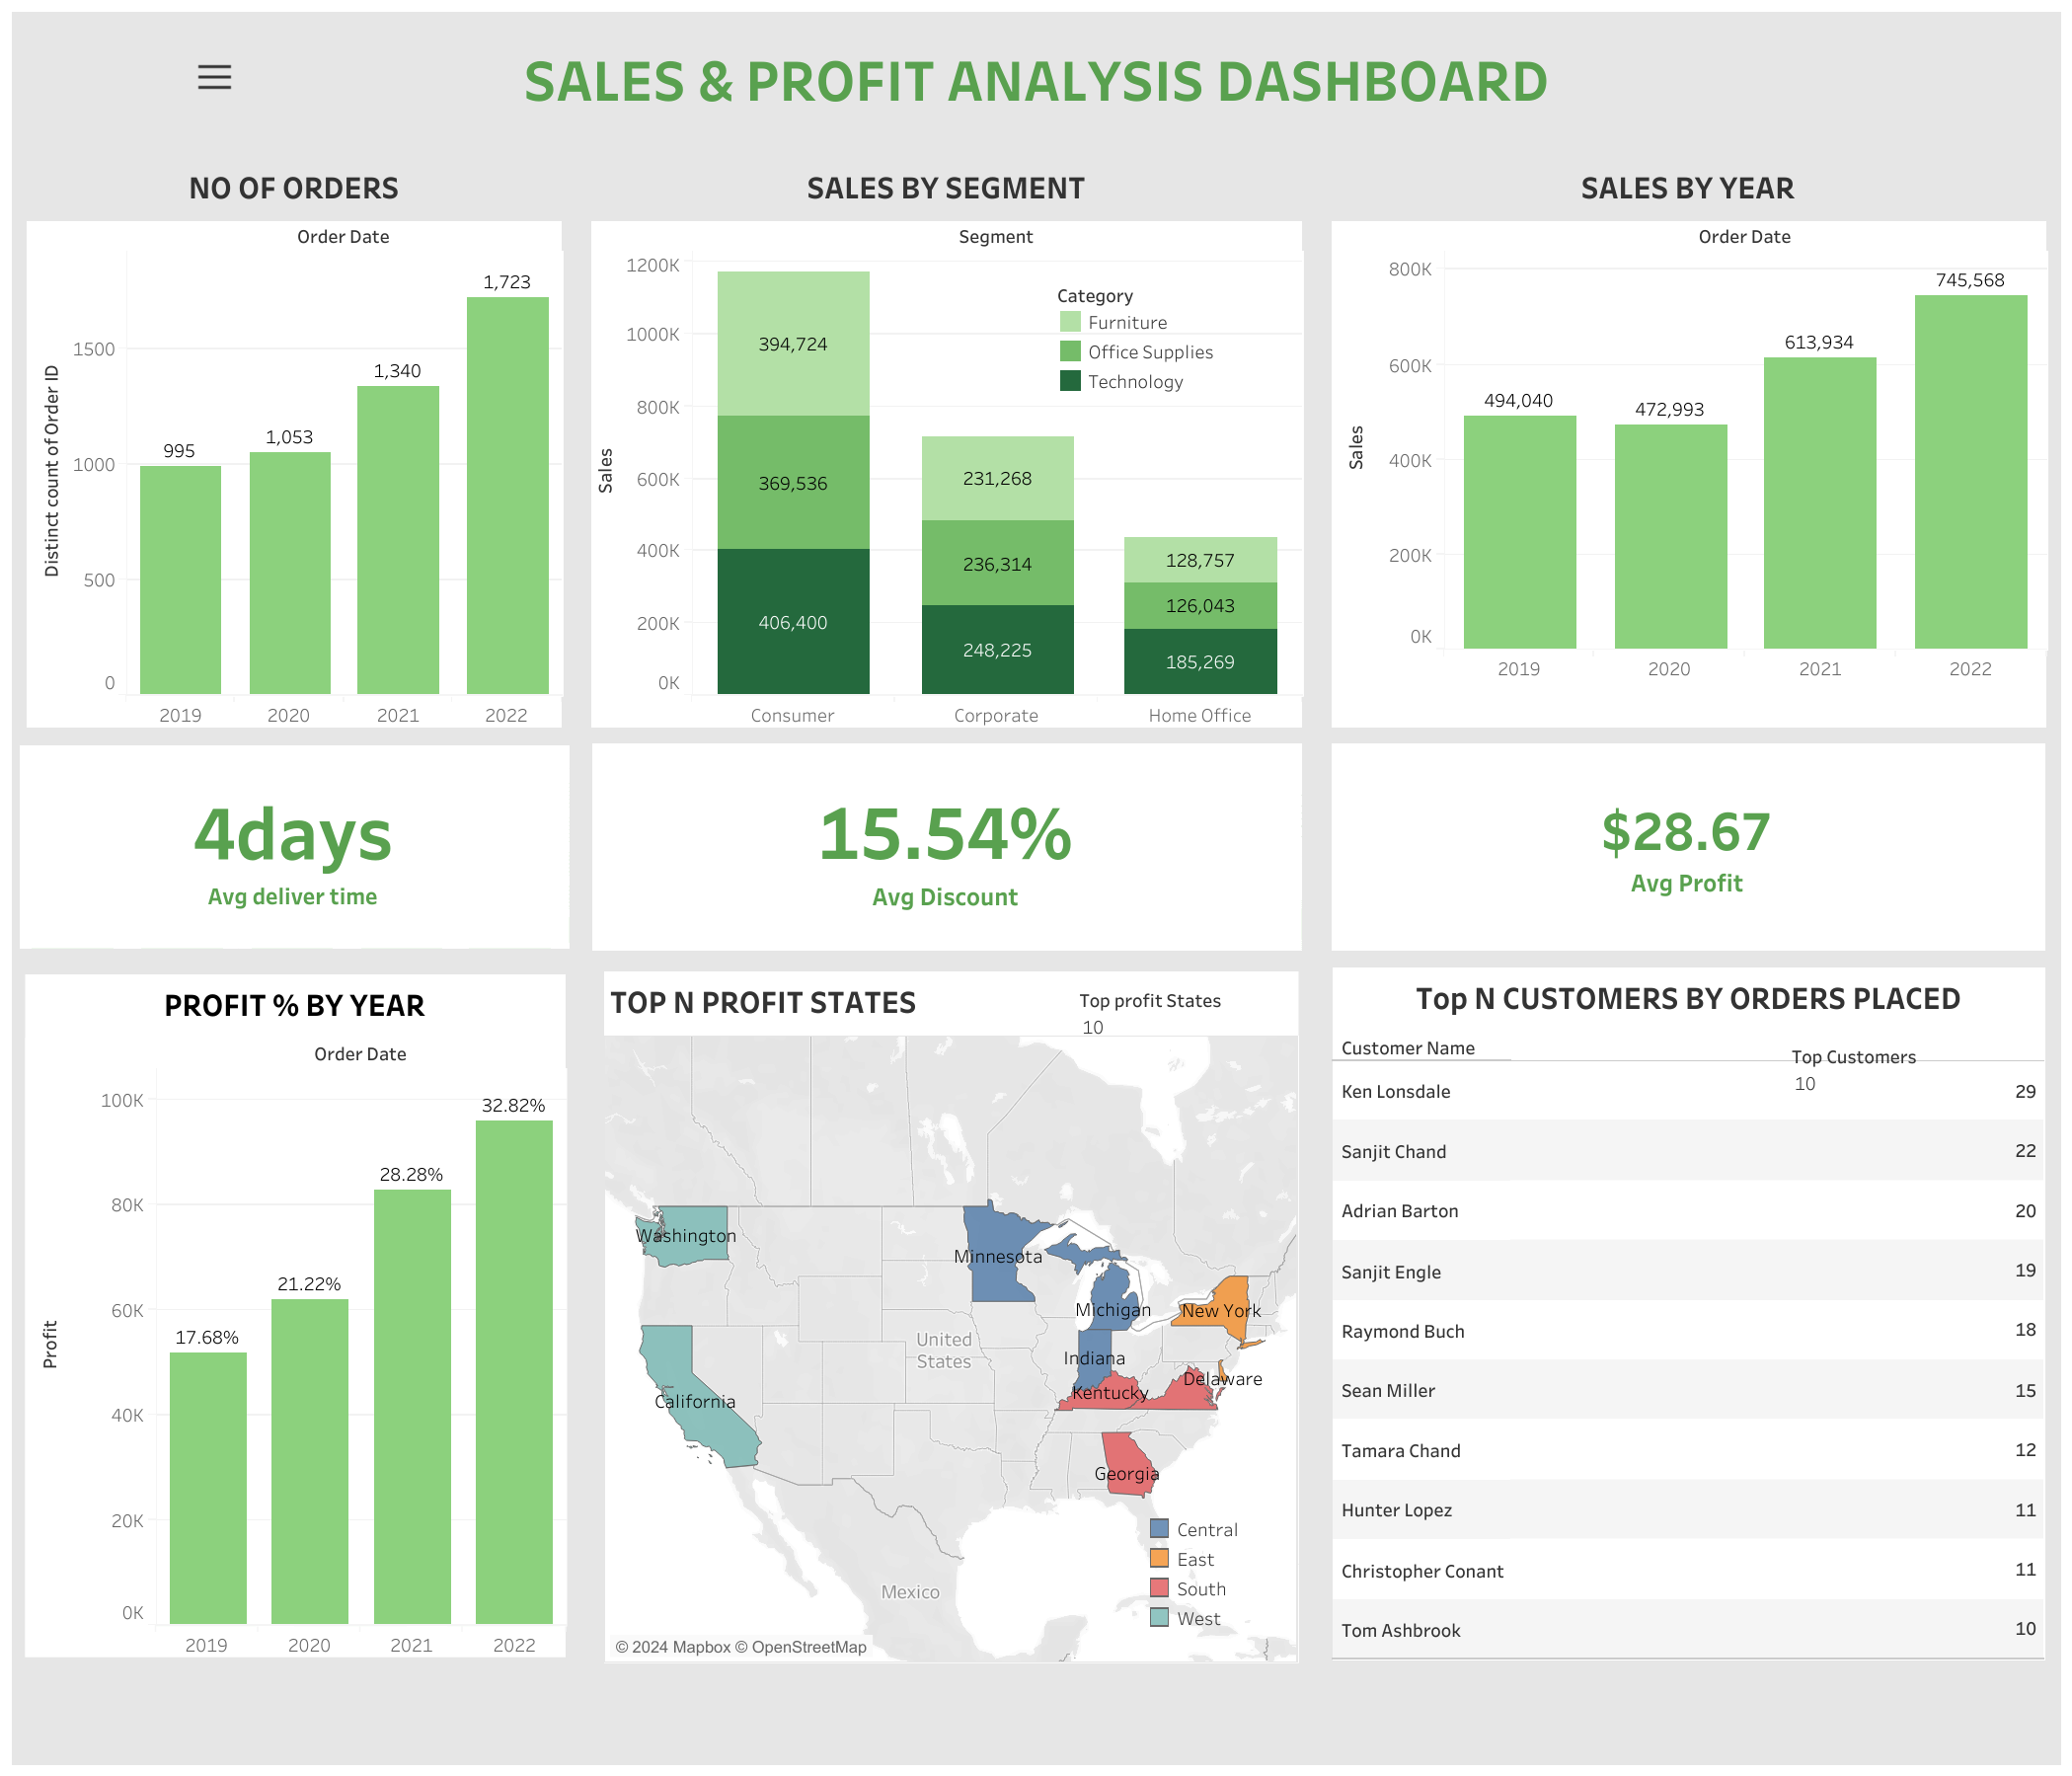 SALES & PROFIT ANALYSIS DASHBOARD
NO OF ORDERS
Order Date
Distinct count of Order ID
1500
1000
500
0
995
1,053
1,340
1,723
2019
2020
2021
2022
SALES BY SEGMENT
Segment
Sales
1200K
1000K
800K
600K
400K
200K
0K
Category
Furniture
Office Supplies
Technology
394,724
369,536
406,400
231,268
236,314
248,225
128,757
126,043
185,269
Consumer
Corporate
Home Office
SALES BY YEAR
Order Date
Sales
800K
600K
400K
200K
0K
494,040
472,993
613,934
745,568
2019
2020
2021
2022
4days
Avg deliver time
15.54%
Avg Discount
$28.67
Avg Profit
PROFIT % BY YEAR
Order Date
Profit
100K
80K
60K
40K
20K
0K
17.68%
21.22%
28.28%
32.82%
2019
2020
2021
2022
TOP N PROFIT STATES
Top profit States
10
Washington
Minnesota
Michigan
New York
United
States
Indiana
Delaware
Kentucky
California
Georgia
Mexico
Central
East
South
West
© 2024 Mapbox © OpenStreetMap
Top N CUSTOMERS BY ORDERS PLACED
Customer Name
Top Customers
10
Ken Lonsdale 29
Sanjit Chand 22
Adrian Barton 20
Sanjit Engle 19
Raymond Buch 18
Sean Miller 15
Tamara Chand 12
Hunter Lopez 11
Christopher Conant 11
Tom Ashbrook 10